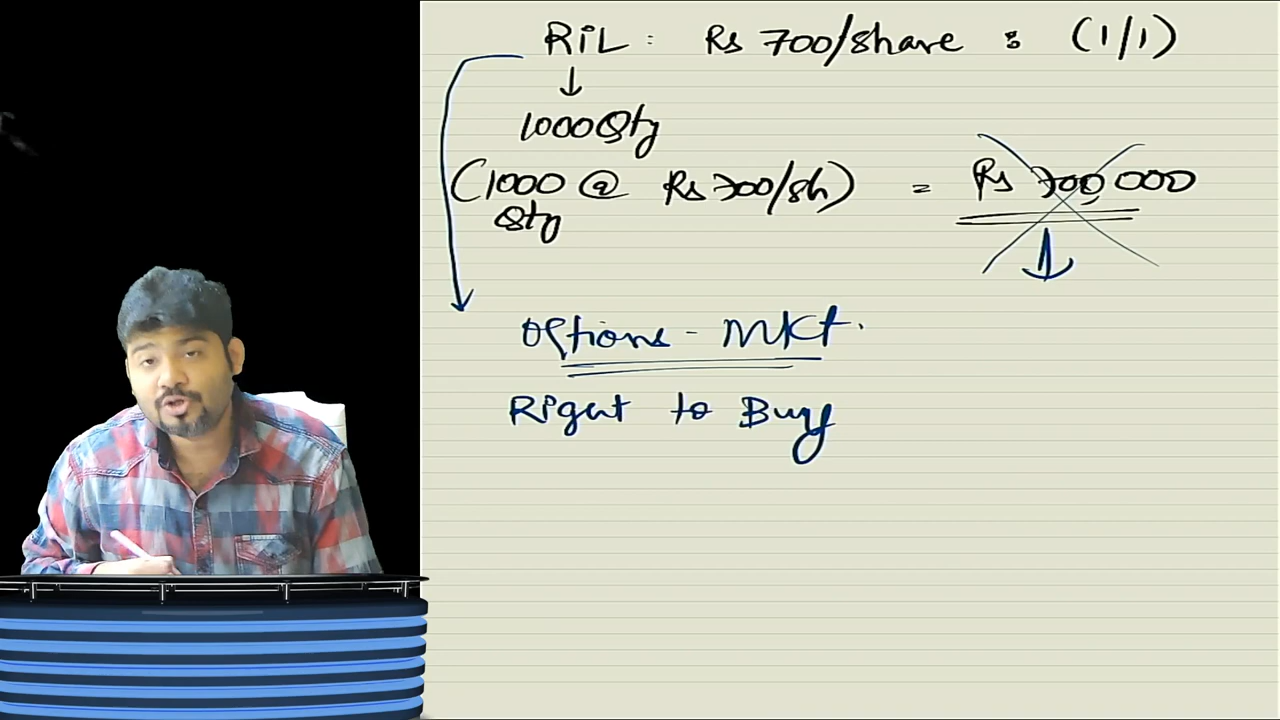 RIL : Rs 700/share : (1/1)
↓
1000 Qty
(1000 @ Rs 700/sh) = Rs 700,000
Qty
Options - Mkt.
Right to Buy